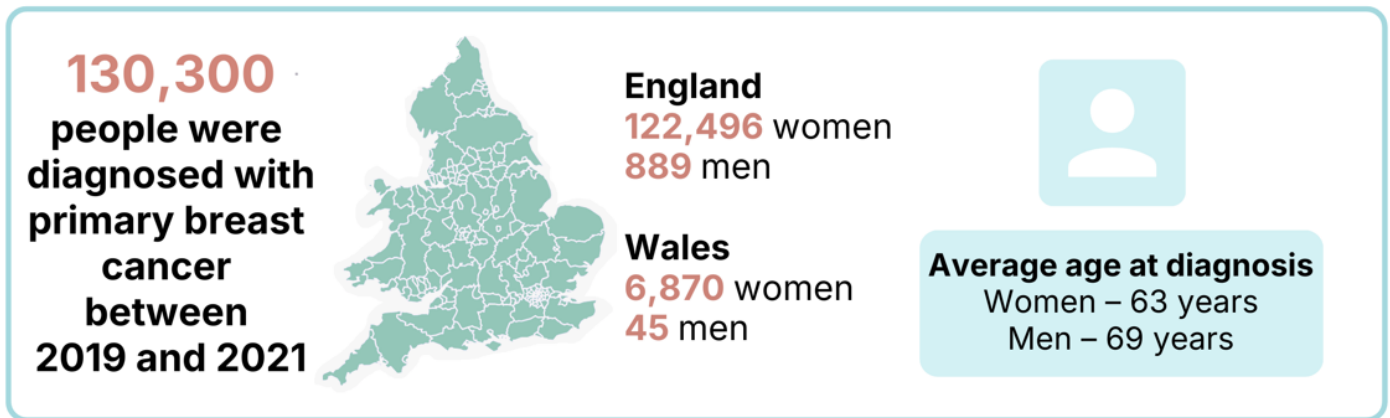 130,300
people were
diagnosed with
primary breast
cancer
between
2019 and 2021
England
122,496 women
889 men
Wales
6,870 women
45 men
Average age at diagnosis
Women – 63 years
Men – 69 years